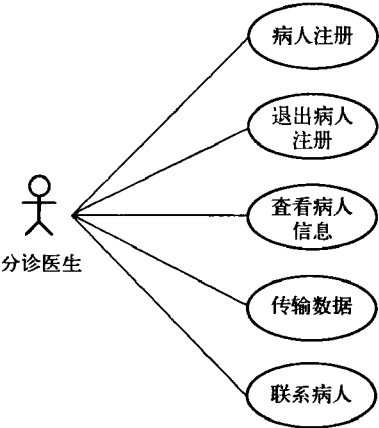 病人注册
退出病人
注册
查看病人
信息
分诊医生
传输数据
联系病人